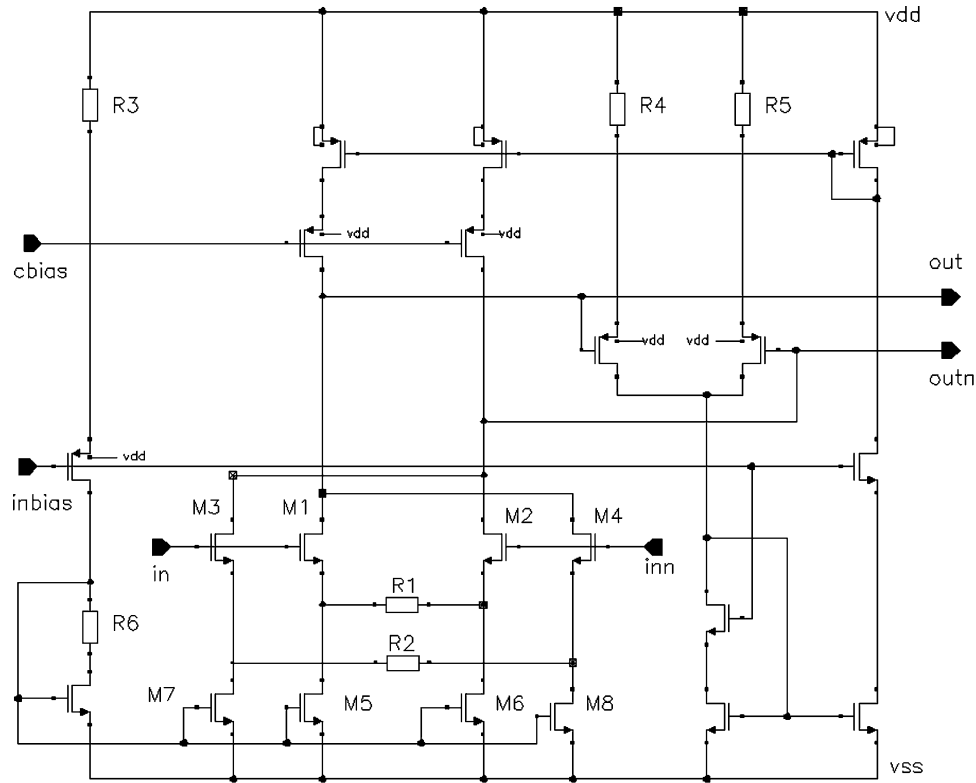 vdd
R3
R4
R5
vdd
vdd
cbias
out
vdd
vdd
outn
vdd
inbias
M3
M1
M2
M4
in
inn
R1
R6
R2
M7
M5
M6
M8
vss